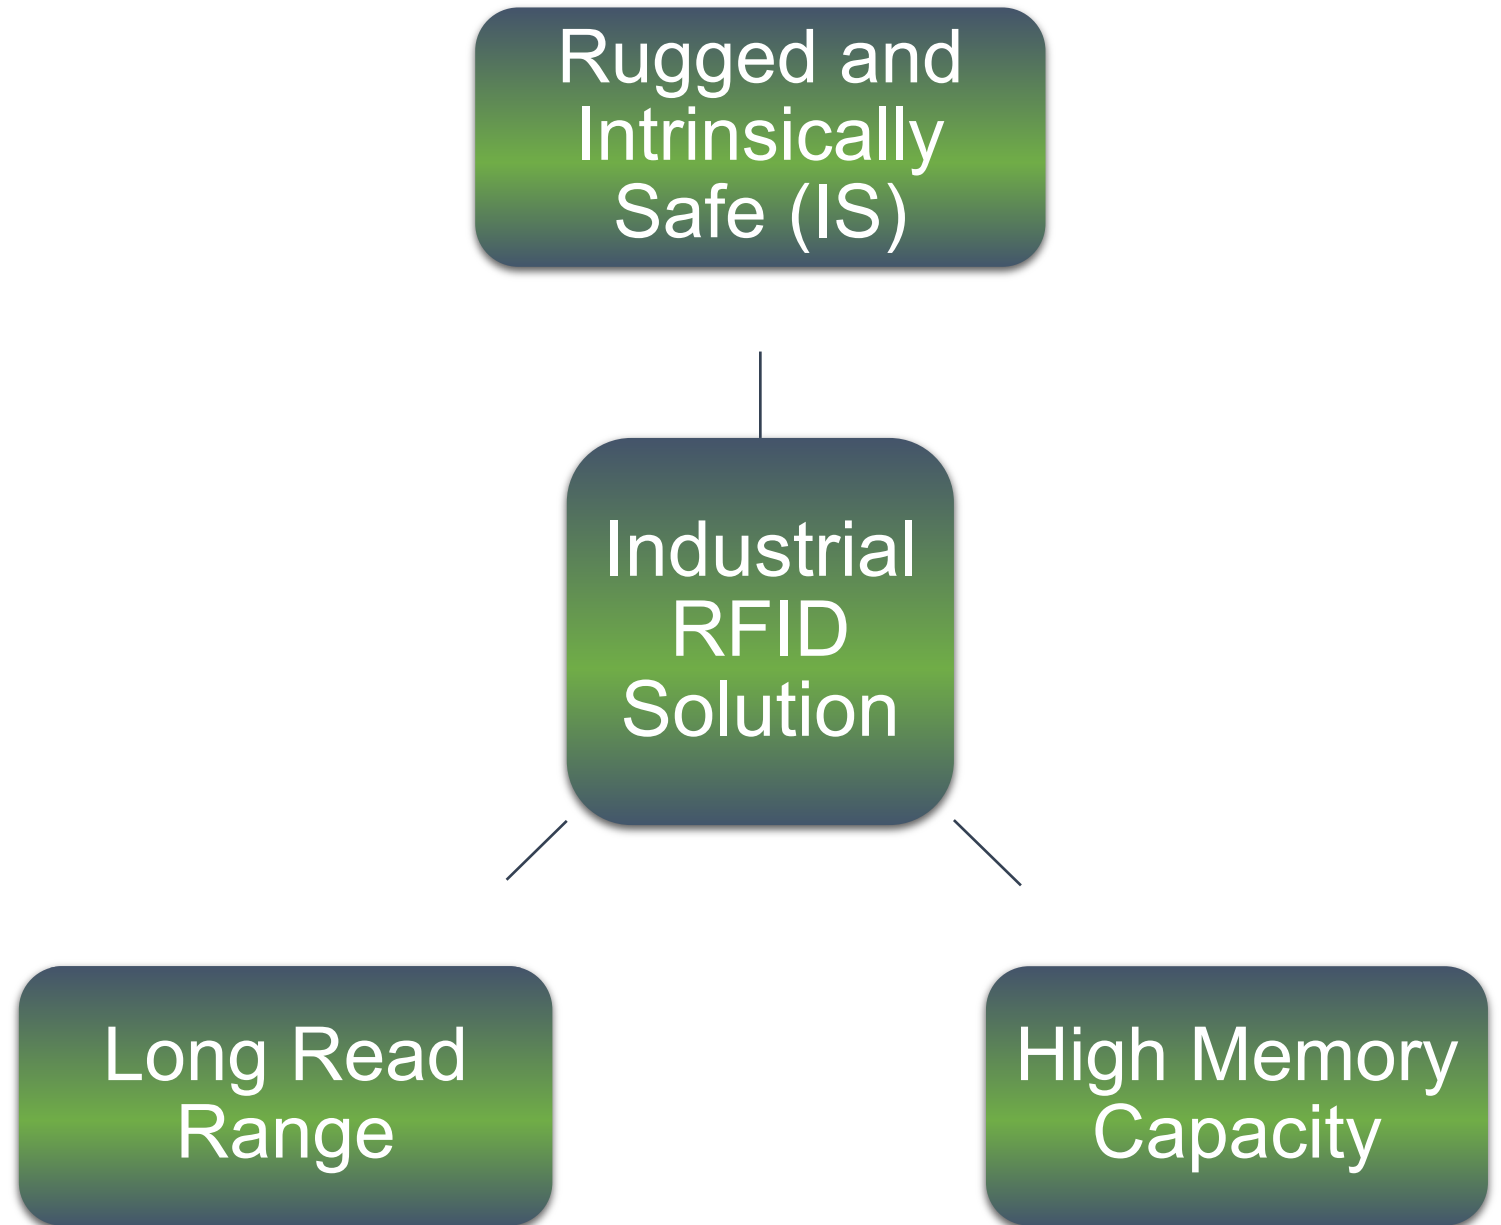 Rugged and
Intrinsically
Safe (IS)
Industrial
RFID
Solution
Long Read
Range
High Memory
Capacity